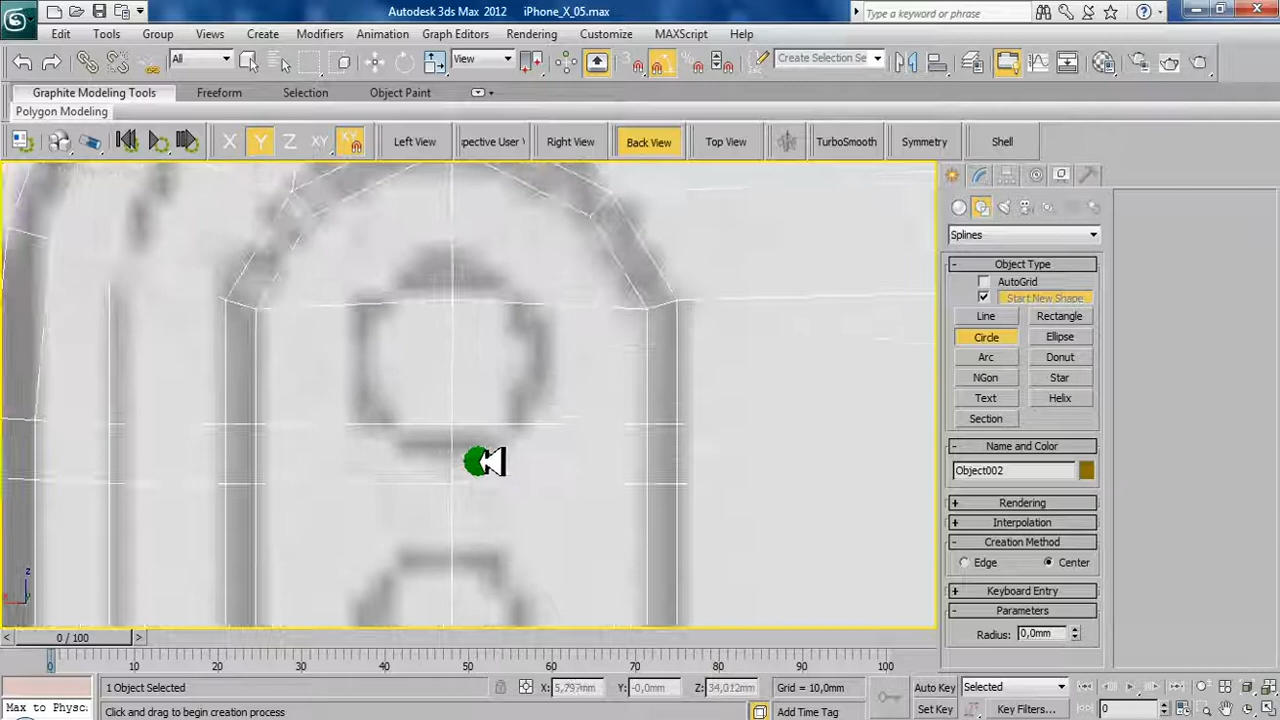 Autodesk 3ds Max 2012 iPhone_X_05.max
Type a keyword or phrase
Edit Tools Group Views Create Modifiers Animation Graph Editors Rendering Customize MAXScript Help
All View Create Selection Se
Graphite Modeling Tools Freeform Selection Object Paint
Polygon Modeling
X Y Z XY Left View pective User Right View Back View Top View TurboSmooth Symmetry Shell
Splines
- Object Type
AutoGrid
Start New Shape
Line Rectangle
Circle Ellipse
Arc Donut
NGon Star
Text Helix
Section
- Name and Color
Object002
+ Rendering
+ Interpolation
- Creation Method
Edge Center
+ Keyboard Entry
- Parameters
Radius: 0,0mm
z
x
< 0 / 100 >
0 10 20 30 40 50 60 70 80 90 100
1 Object Selected X: 5,797mm Y: -0,0mm Z: 34,012mm Grid = 10,0mm Auto Key Selected
Max to Physc. Click and drag to begin creation process Add Time Tag Set Key Key Filters... 0